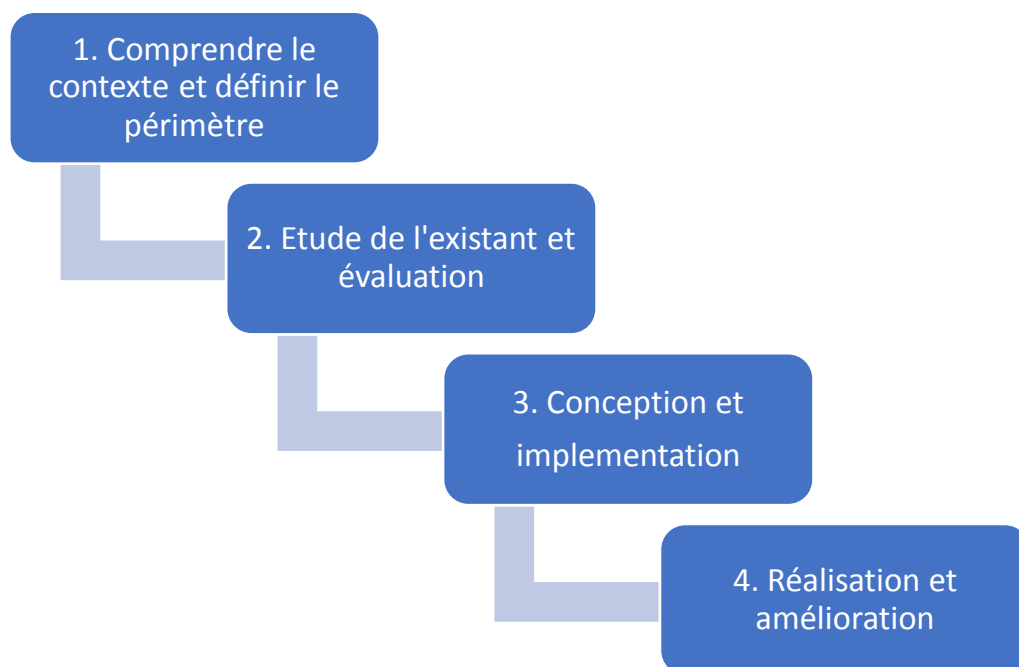 1. Comprendre le
contexte et définir le
périmètre
2. Etude de l'existant et
évaluation
3. Conception et
implementation
4. Réalisation et
amélioration